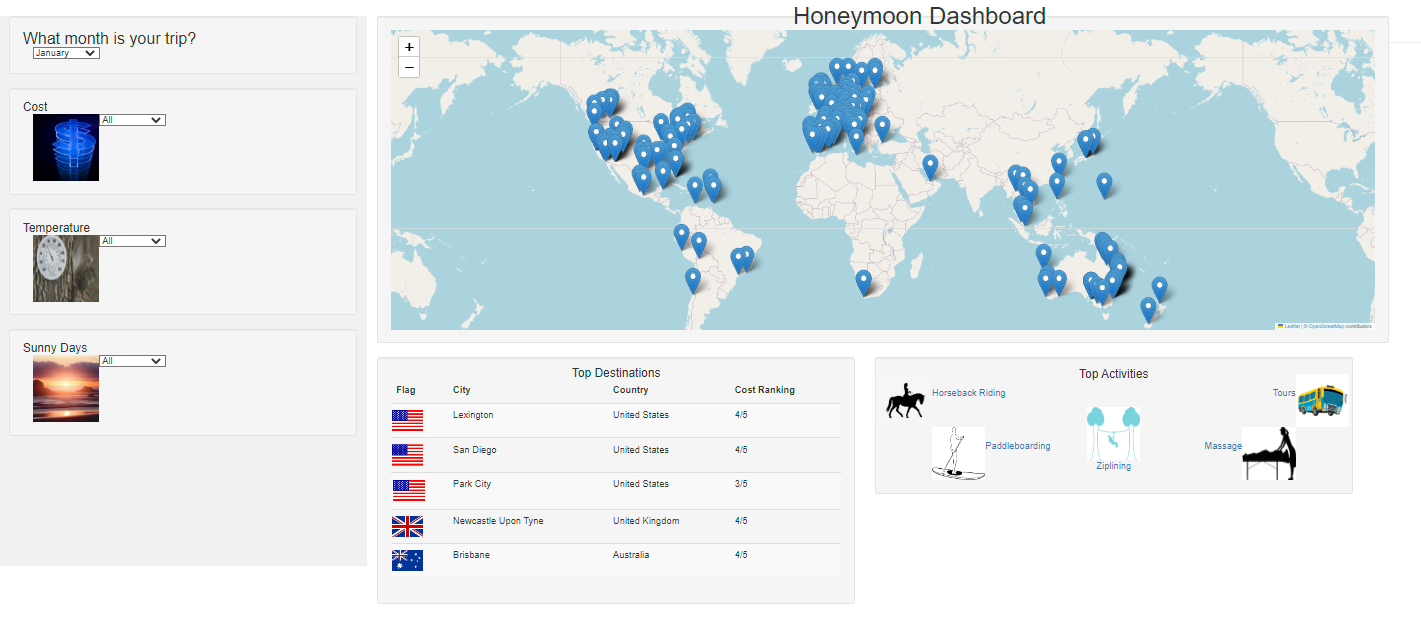 Honeymoon Dashboard
What month is your trip?
January
Cost
All
Temperature
All
Sunny Days
All
+
−
Leaflet | © OpenStreetMap contributors
Top Destinations
Flag City Country Cost Ranking
Lexington United States 4/5
San Diego United States 4/5
Park City United States 3/5
Newcastle Upon Tyne United Kingdom 4/5
Brisbane Australia 4/5
Top Activities
Horseback Riding
Tours
Paddleboarding
Massage
Ziplining